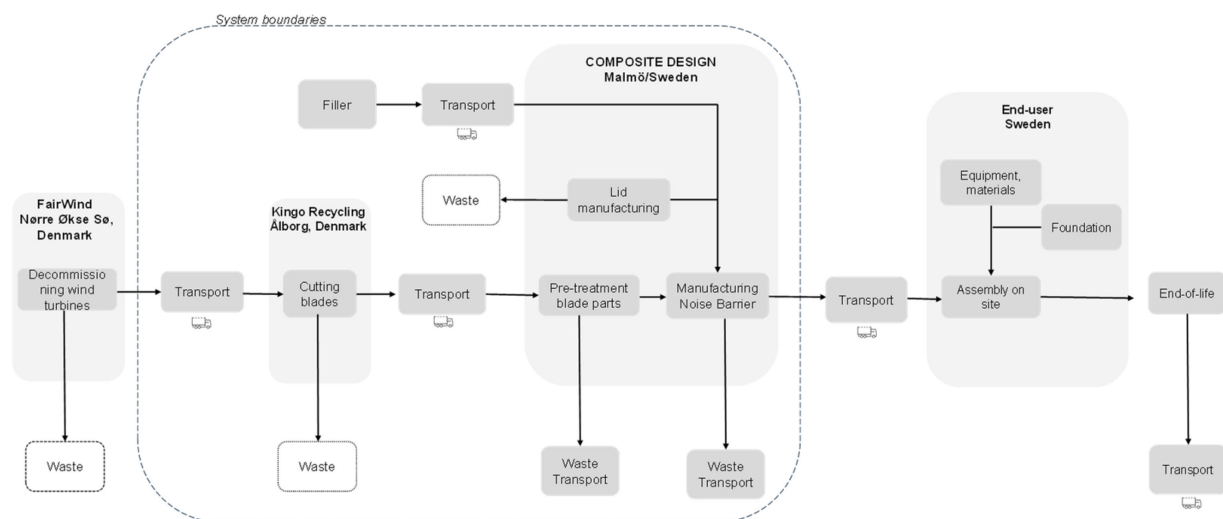 System boundaries
COMPOSITE DESIGN
Malmö/Sweden
Filler
Transport
End-user
Sweden
Equipment,
materials
Waste
Lid
manufacturing
Foundation
FairWind
Nørre Økse Sø,
Denmark
Kingo Recycling
Ålborg, Denmark
Decommissio
ning wind
turbines
Transport
Cutting
blades
Transport
Pre-treatment
blade parts
Manufacturing
Noise Barrier
Transport
Assembly on
site
End-of-life
Waste
Waste
Waste
Transport
Waste
Transport
Transport